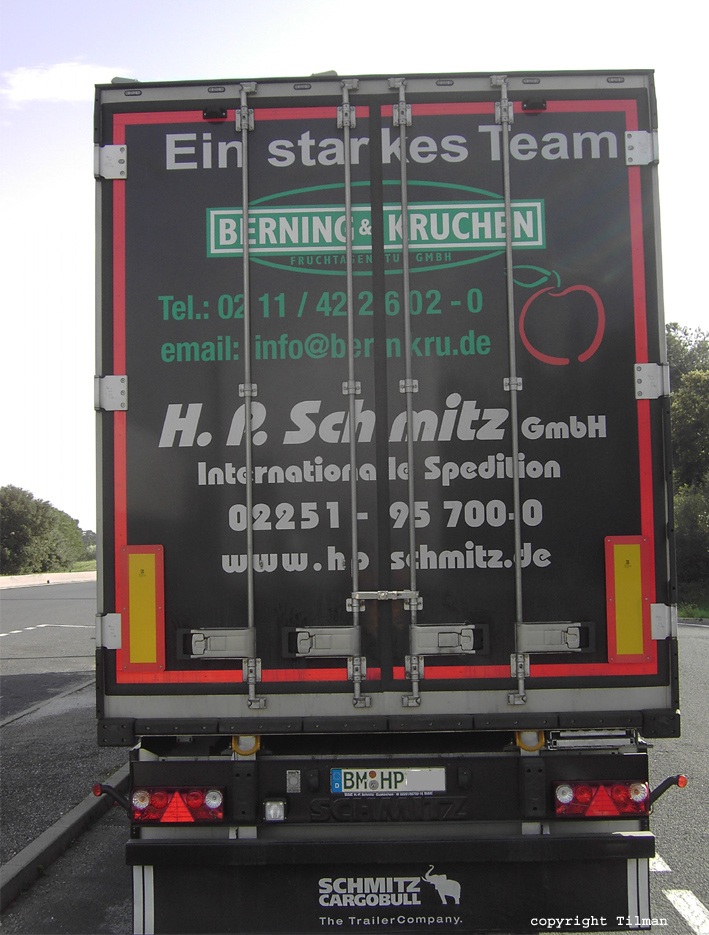 Ein starkes Team
BERNING & KRUCHEN
FRUCHTAGENTUR GMBH
Tel.: 02 11 / 42 2 6 02 - 0
email: info@berninkru.de
H. P. Schmitz GmbH
Internationale Spedition
02251 - 95 700-0
www.hp schmitz.de
D
BM HP
SCHMITZ
SCHMITZ
CARGOBULL
The TrailerCompany.
copyright Tilman